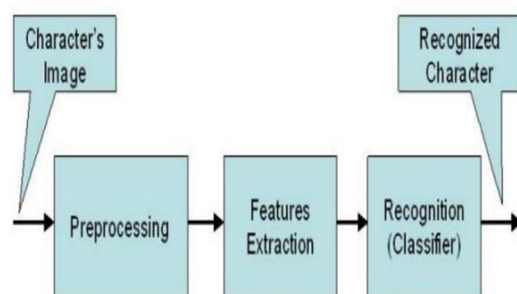 Character's
Image
Recognized
Character
Preprocessing
Features
Extraction
Recognition
(Classifier)